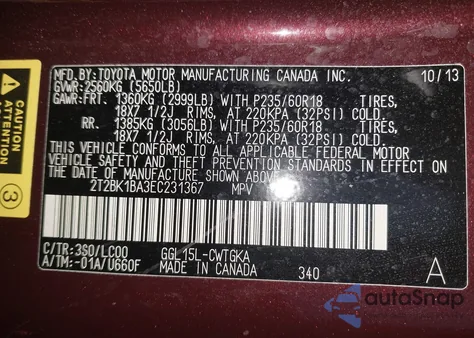 MFD.BY:TOYOTA MOTOR MANUFACTURING CANADA INC. 10/13
GVWR:2560KG (5650LB)
GAWR:FRT. 1360KG (2999LB) WITH P235/60R18 TIRES,
18X7 1/2J RIMS, AT 220KPA (32PSI) COLD.
RR. 1385KG (3056LB) WITH P235/60R18 TIRES,
18X7 1/2J RIMS, AT 220KPA (32PSI) COLD.
THIS VEHICLE CONFORMS TO ALL APPLICABLE FEDERAL MOTOR
VEHICLE SAFETY AND THEFT PREVENTION STANDARDS IN EFFECT ON
THE DATE OF MANUFACTURE SHOWN ABOVE.
2T2BK1BA3EC231367 MPV
C/TR:3S0/LC00 GGL15L-CWTGKA
A/TM:-01A/U660F MADE IN CANADA 340 A
CAUTION
ATTENTION
3
autoSnap